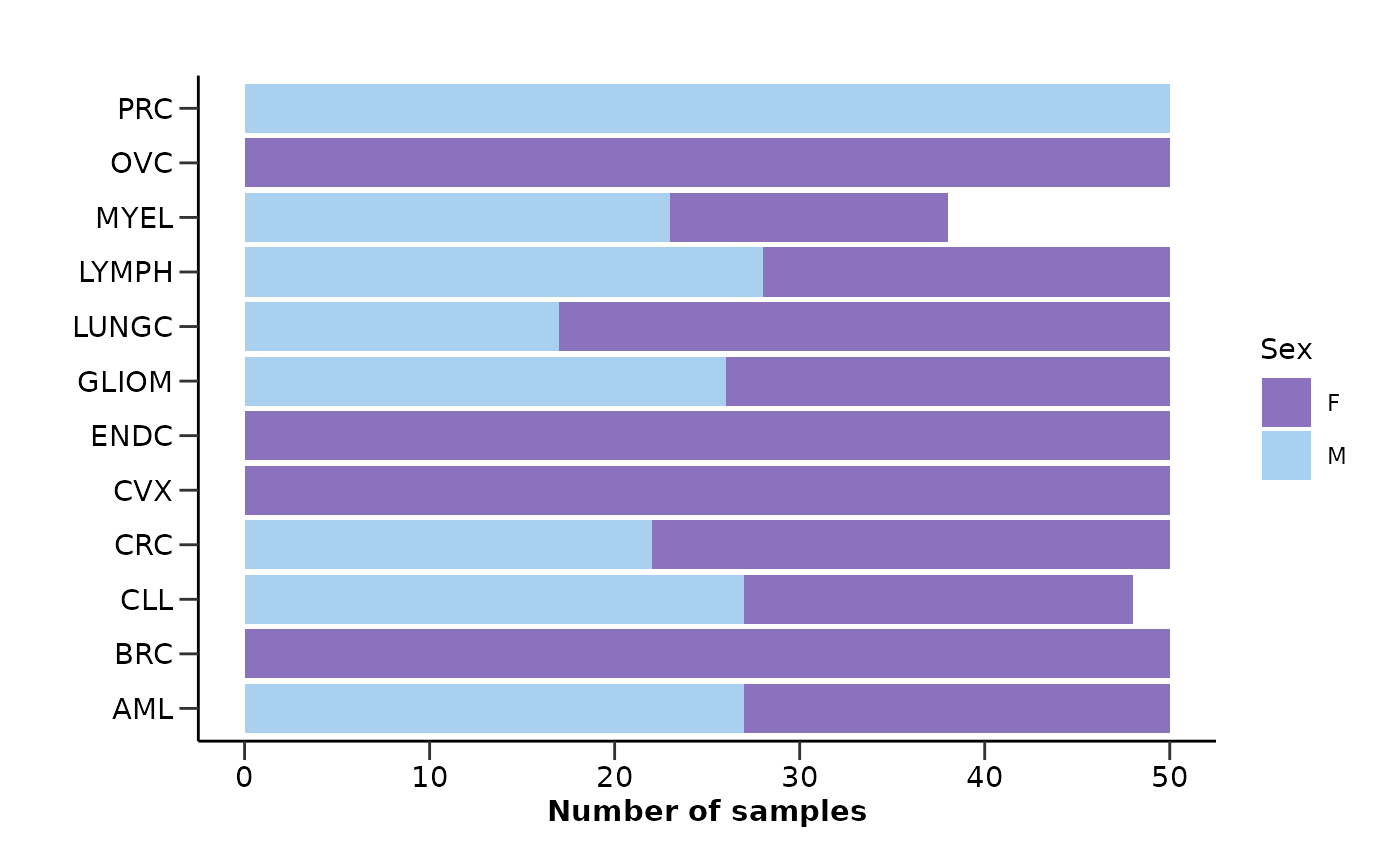 PRC
OVC
MYEL
LYMPH
LUNGC
GLIOM
ENDC
CVX
CRC
CLL
BRC
AML
0 10 20 30 40 50
Number of samples
Sex
F
M